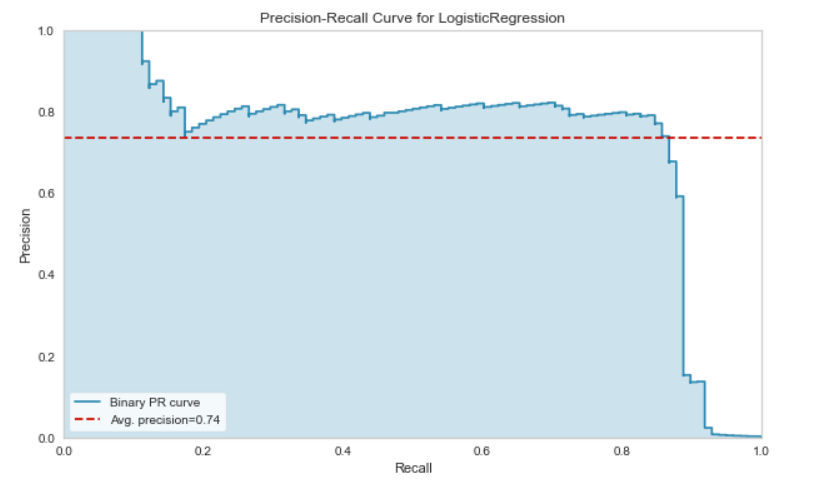 Precision-Recall Curve for LogisticRegression
1.0
0.8
0.6
0.4
0.2
0.0
Precision
Binary PR curve
Avg. precision=0.74
0.0 0.2 0.4 0.6 0.8 1.0
Recall